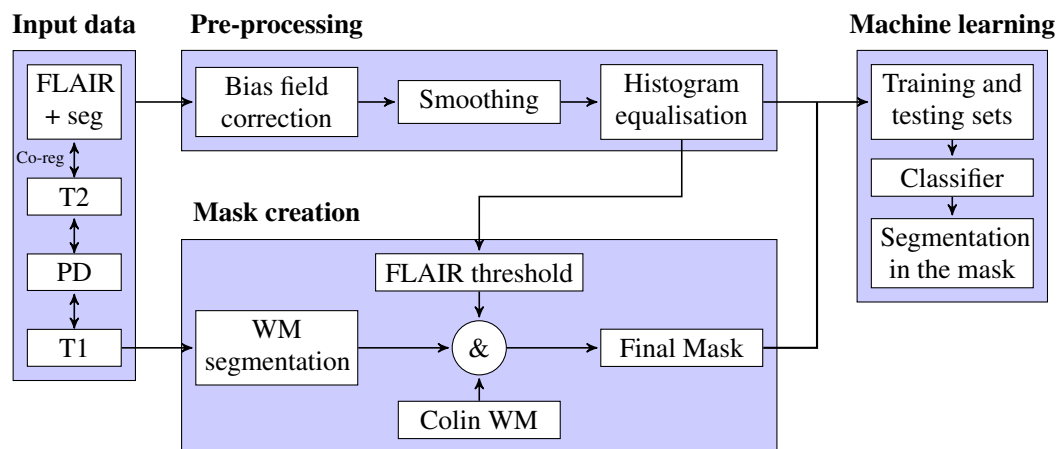 Input data
Pre-processing
Machine learning
FLAIR
+ seg
Co-reg
T2
PD
T1
Bias field
correction
Smoothing
Histogram
equalisation
Mask creation
FLAIR threshold
WM
segmentation
&
Final Mask
Colin WM
Training and
testing sets
Classifier
Segmentation
in the mask